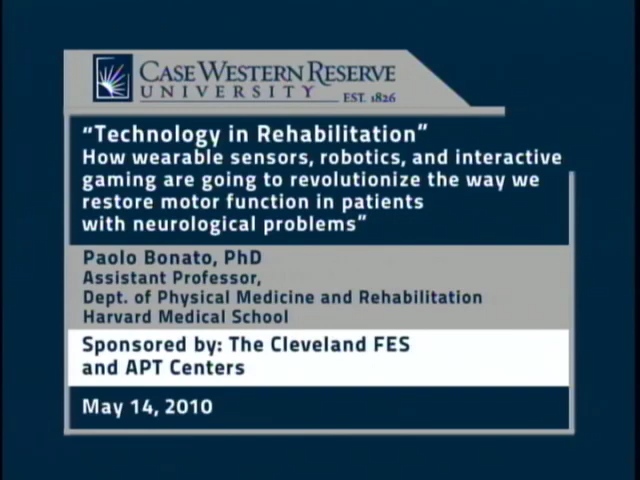 CASE WESTERN RESERVE
UNIVERSITY
EST. 1826
"Technology in Rehabilitation"
How wearable sensors, robotics, and interactive
gaming are going to revolutionize the way we
restore motor function in patients
with neurological problems"
Paolo Bonato, PhD
Assistant Professor,
Dept. of Physical Medicine and Rehabilitation
Harvard Medical School
Sponsored by: The Cleveland FES
and APT Centers
May 14, 2010